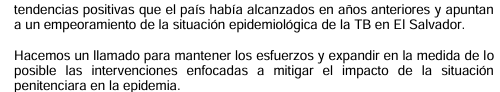 tendencias positivas que el país había alcanzados en años anteriores y apuntan
a un empeoramiento de la situación epidemiológica de la TB en El Salvador.
Hacemos un llamado para mantener los esfuerzos y expandir en la medida de lo
posible las intervenciones enfocadas a mitigar el impacto de la situación
penitenciara en la epidemia.